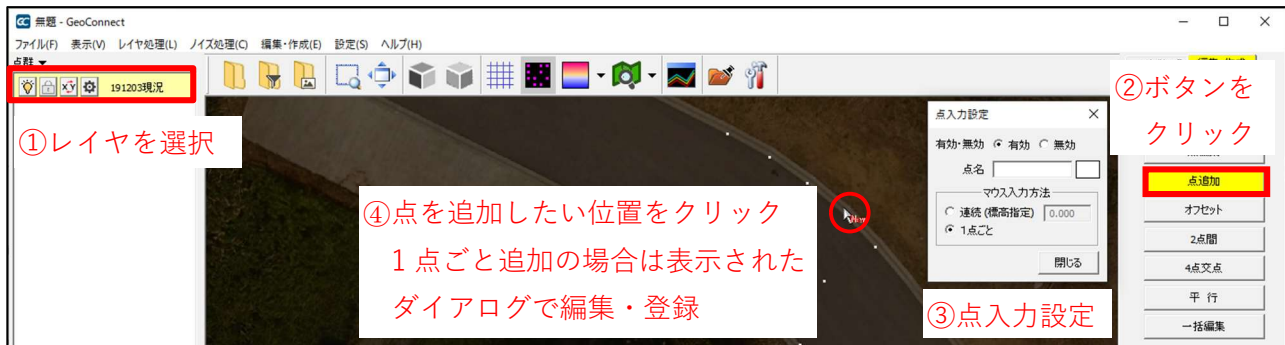 無題 - GeoConnect
ファイル(F) 表示(V) レイヤ処理(L) ノイズ処理(C) 編集・作成(E) 設定(S) ヘルプ(H)
点群
191203現況
①レイヤを選択
②ボタンを
クリック
点入力設定
有効・無効 有効 無効
点名
マウス入力方法
連続 (標高指定) 0.000
1点ごと
閉じる
③点入力設定
④点を追加したい位置をクリック
1点ごと追加の場合は表示された
ダイアログで編集・登録
点追加
オフセット
2点間
4点交点
平 行
一括編集